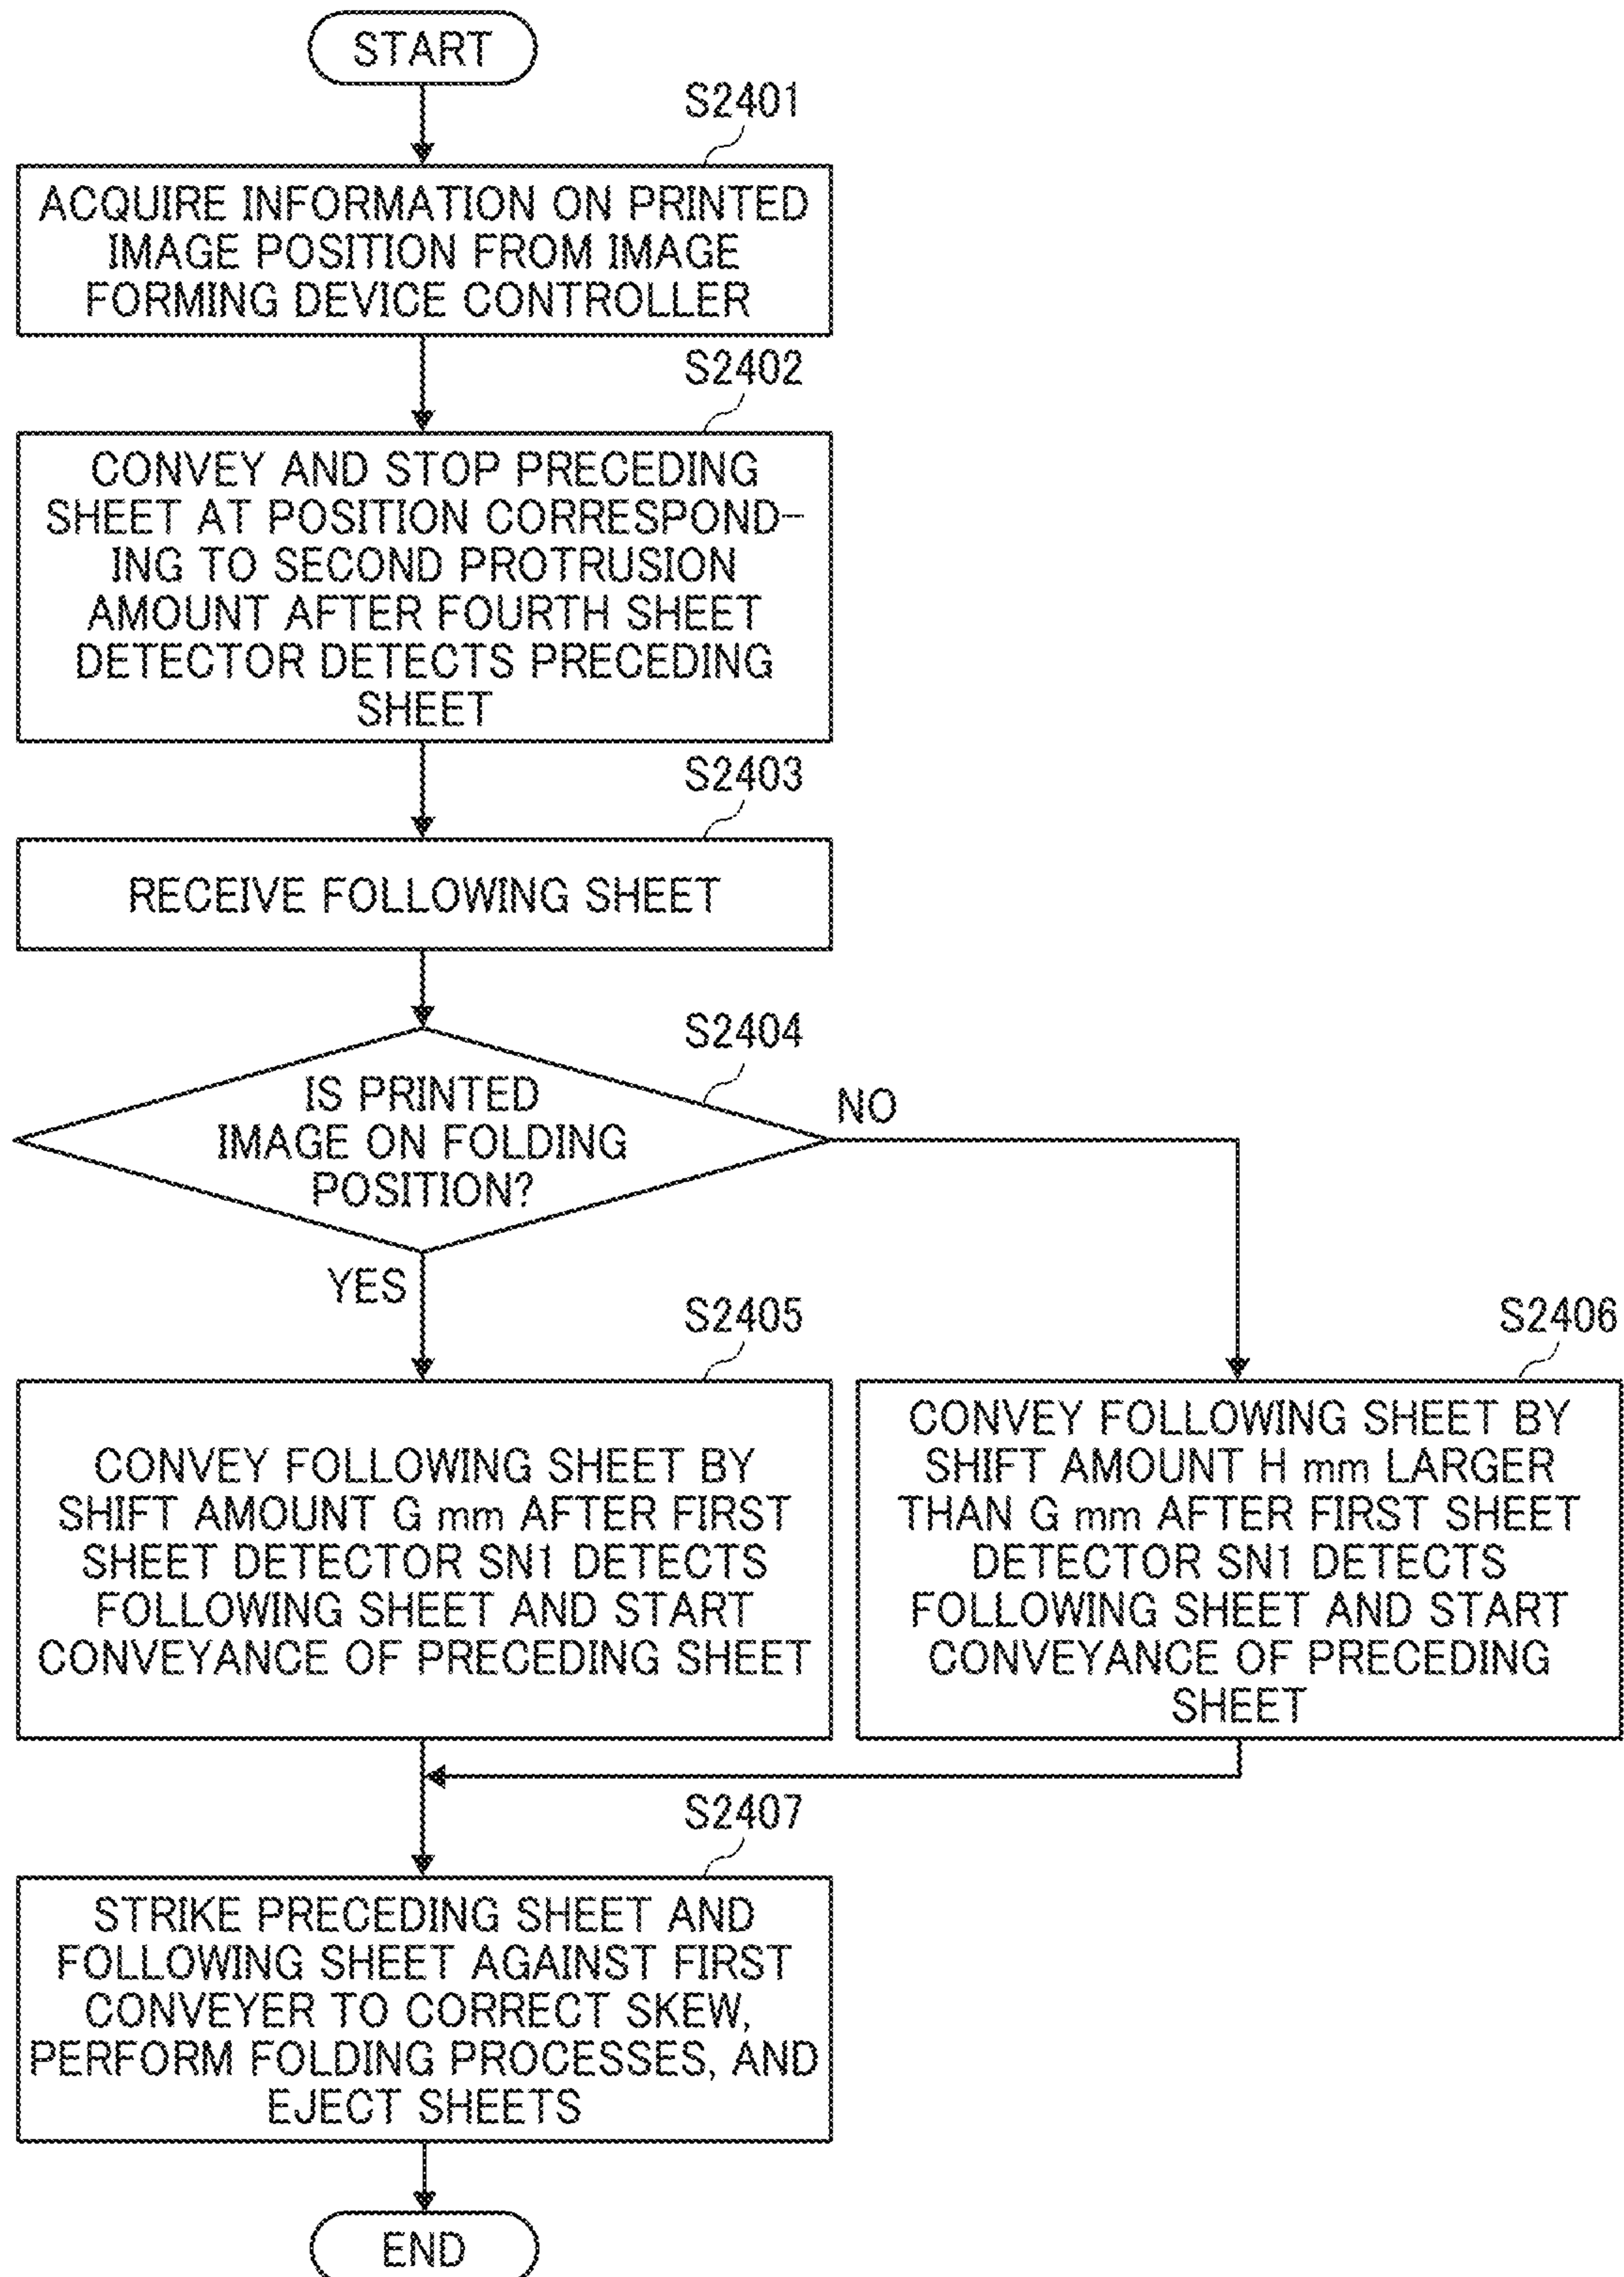 START
S2401
ACQUIRE INFORMATION ON PRINTED
IMAGE POSITION FROM IMAGE
FORMING DEVICE CONTROLLER
S2402
CONVEY AND STOP PRECEDING
SHEET AT POSITION CORRESPOND-
ING TO SECOND PROTRUSION
AMOUNT AFTER FOURTH SHEET
DETECTOR DETECTS PRECEDING
SHEET
S2403
RECEIVE FOLLOWING SHEET
S2404
IS PRINTED
IMAGE ON FOLDING
POSITION?
NO
YES
S2405
CONVEY FOLLOWING SHEET BY
SHIFT AMOUNT G mm AFTER FIRST
SHEET DETECTOR SN1 DETECTS
FOLLOWING SHEET AND START
CONVEYANCE OF PRECEDING SHEET
S2406
CONVEY FOLLOWING SHEET BY
SHIFT AMOUNT H mm LARGER
THAN G mm AFTER FIRST SHEET
DETECTOR SN1 DETECTS
FOLLOWING SHEET AND START
CONVEYANCE OF PRECEDING
SHEET
S2407
STRIKE PRECEDING SHEET AND
FOLLOWING SHEET AGAINST FIRST
CONVEYER TO CORRECT SKEW,
PERFORM FOLDING PROCESSES, AND
EJECT SHEETS
END